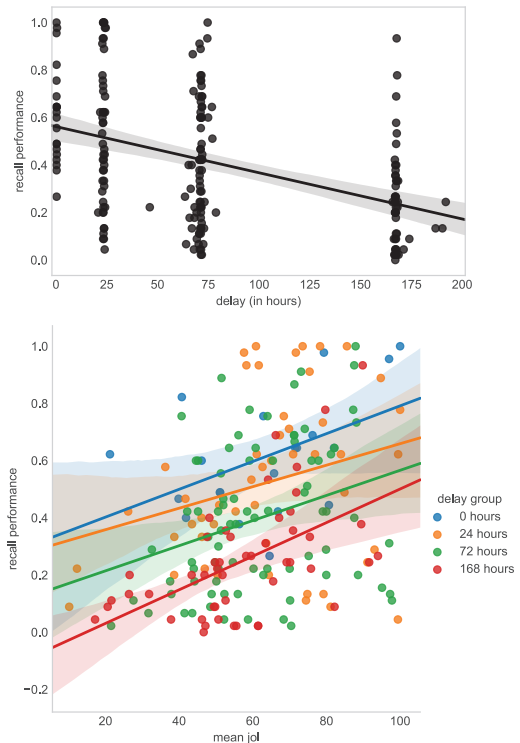 1.0
0.8
0.6
0.4
0.2
0.0
recall performance
0 25 50 75 100 125 150 175 200
delay (in hours)
1.0
0.8
0.6
0.4
0.2
0.0
−0.2
recall performance
20 40 60 80 100
mean jol
delay group
0 hours
24 hours
72 hours
168 hours